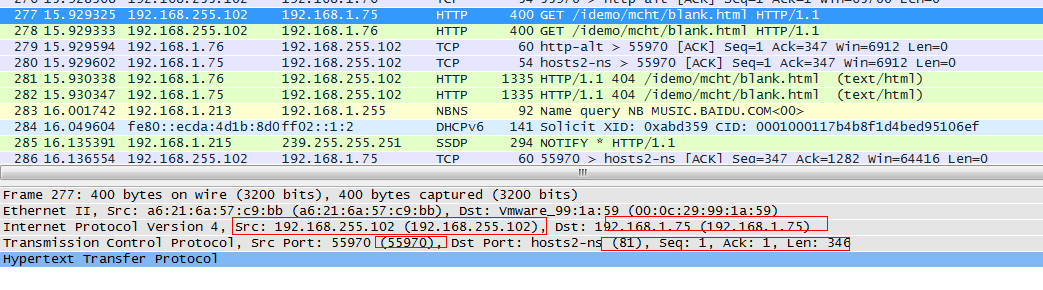 277 15.929325 192.168.255.102 192.168.1.75 HTTP 400 GET /idemo/mcht/blank.html HTTP/1.1
278 15.929333 192.168.255.102 192.168.1.76 HTTP 400 GET /idemo/mcht/blank.html HTTP/1.1
279 15.929594 192.168.1.76 192.168.255.102 TCP 60 http-alt > 55970 [ACK] Seq=1 Ack=347 Win=6912 Len=0
280 15.929602 192.168.1.75 192.168.255.102 TCP 54 hosts2-ns > 55970 [ACK] Seq=1 Ack=347 Win=6912 Len=0
281 15.930338 192.168.1.76 192.168.255.102 HTTP 1335 HTTP/1.1 404 /idemo/mcht/blank.html (text/html)
282 15.930347 192.168.1.75 192.168.255.102 HTTP 1335 HTTP/1.1 404 /idemo/mcht/blank.html (text/html)
283 16.001742 192.168.1.213 192.168.1.255 NBNS 92 Name query NB MUSIC.BAIDU.COM<00>
284 16.049604 fe80::ecda:4d1b:8d0 ff02::1:2 DHCPv6 141 Solicit XID: 0xabd359 CID: 0001000117b4b8f1d4bed95106ef
285 16.135391 192.168.1.215 239.255.255.251 SSDP 294 NOTIFY * HTTP/1.1
286 16.136554 192.168.255.102 192.168.1.75 TCP 60 55970 > hosts2-ns [ACK] Seq=347 Ack=1282 Win=64416 Len=0
Frame 277: 400 bytes on wire (3200 bits), 400 bytes captured (3200 bits)
Ethernet II, Src: a6:21:6a:57:c9:bb (a6:21:6a:57:c9:bb), Dst: Vmware_99:1a:59 (00:0c:29:99:1a:59)
Internet Protocol Version 4, Src: 192.168.255.102 (192.168.255.102), Dst: 192.168.1.75 (192.168.1.75)
Transmission Control Protocol, Src Port: 55970 (55970), Dst Port: hosts2-ns (81), Seq: 1, Ack: 1, Len: 346
Hypertext Transfer Protocol